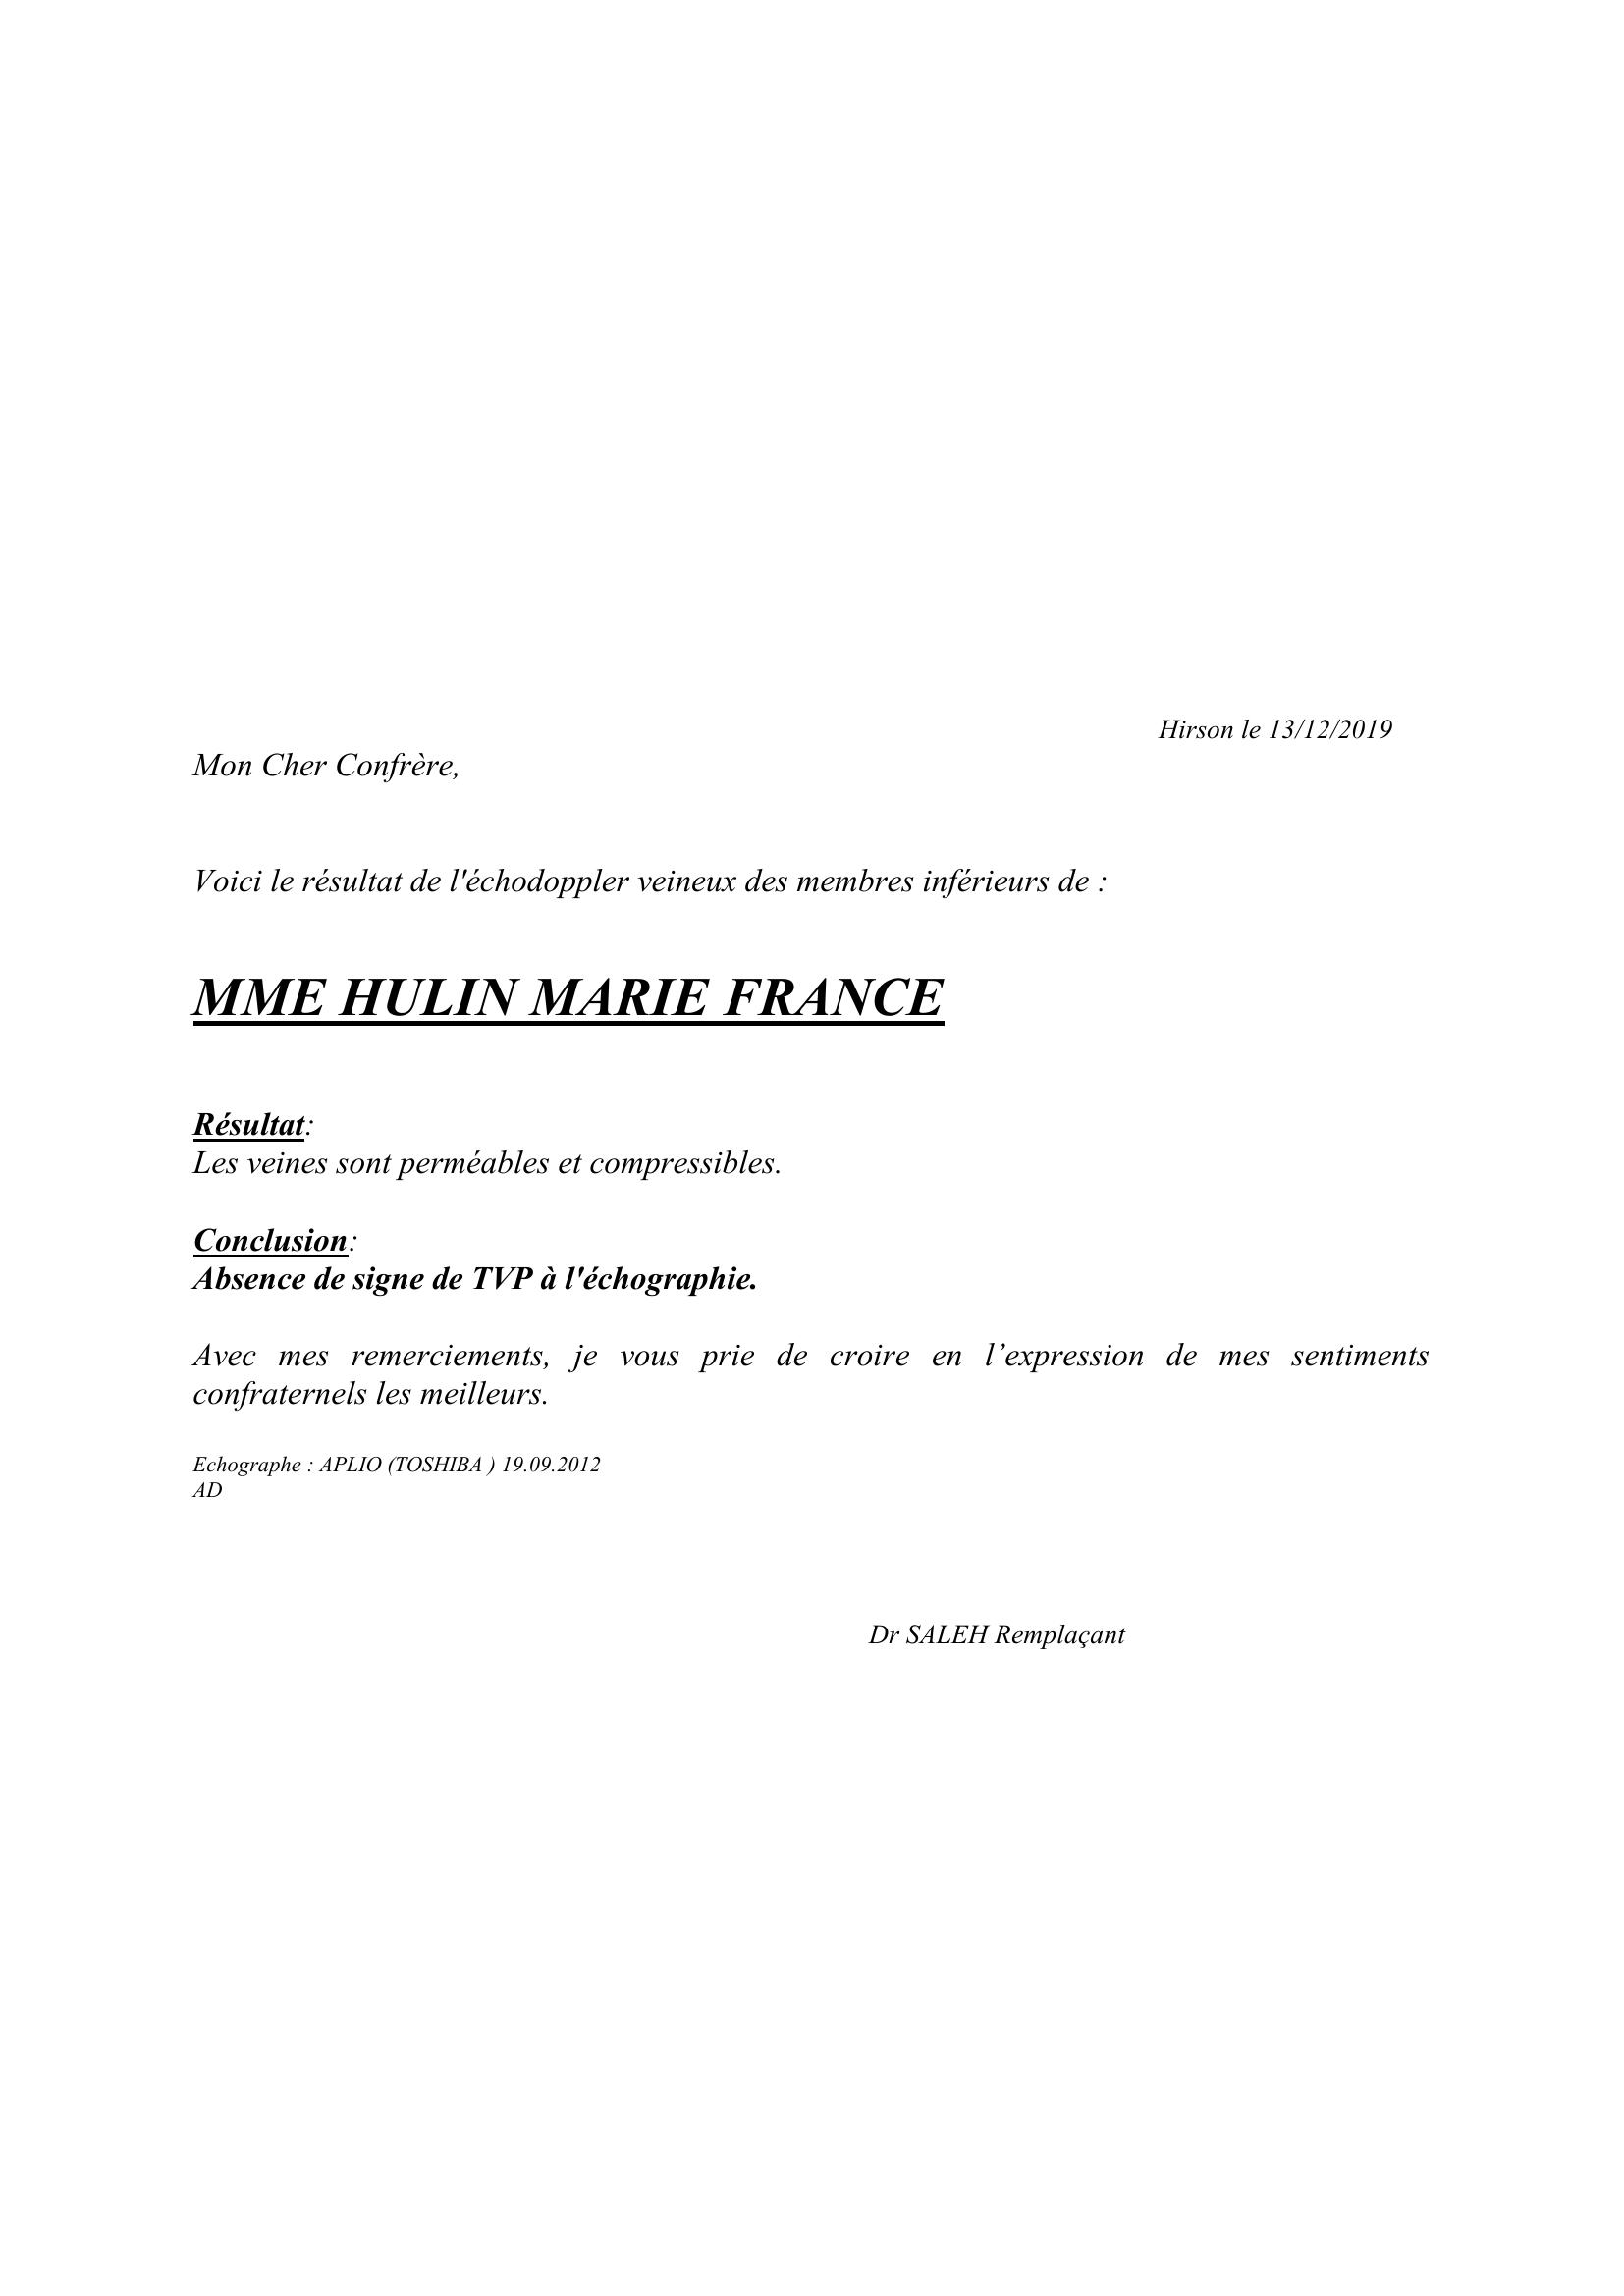 Hirson le 13/12/2019
Mon Cher Confrère,
Voici le résultat de l'échodoppler veineux des membres inférieurs de :
MME HULIN MARIE FRANCE
Résultat:
Les veines sont perméables et compressibles.
Conclusion:
Absence de signe de TVP à l'échographie.
Avec mes remerciements, je vous prie de croire en l’expression de mes sentiments
confraternels les meilleurs.
Echographe : APLIO (TOSHIBA ) 19.09.2012
AD
Dr SALEH Remplaçant